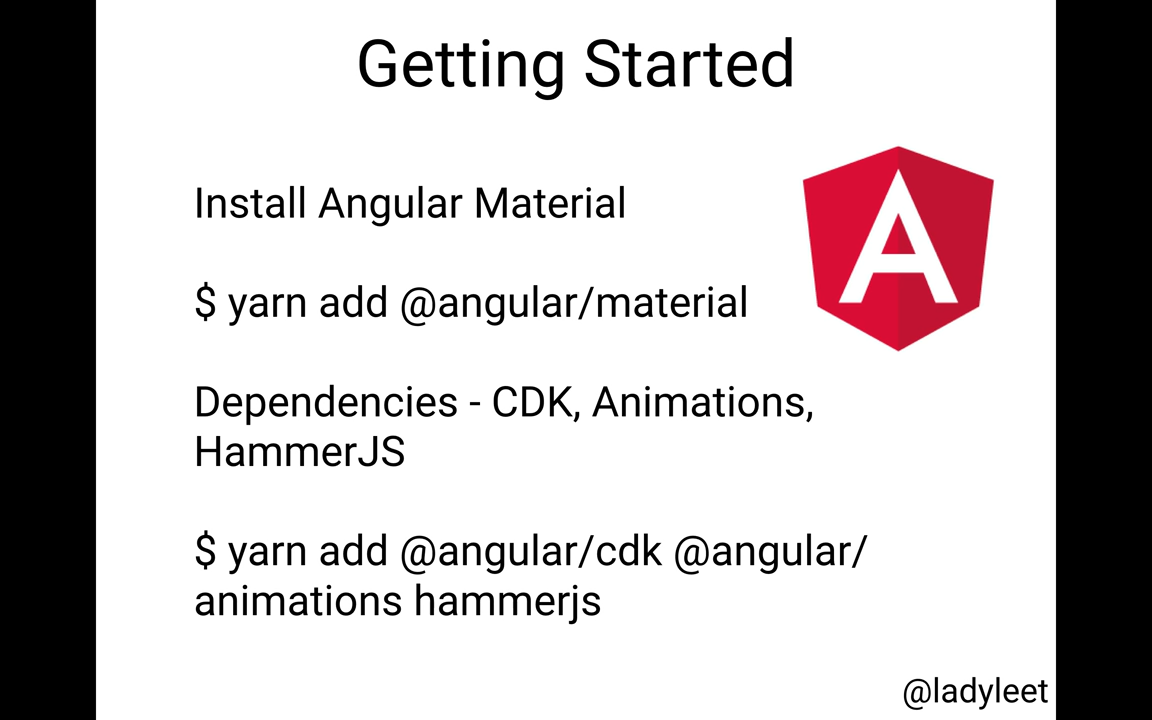 Getting Started
Install Angular Material
$ yarn add @angular/material
Dependencies - CDK, Animations,
HammerJS
$ yarn add @angular/cdk @angular/
animations hammerjs
@ladyleet